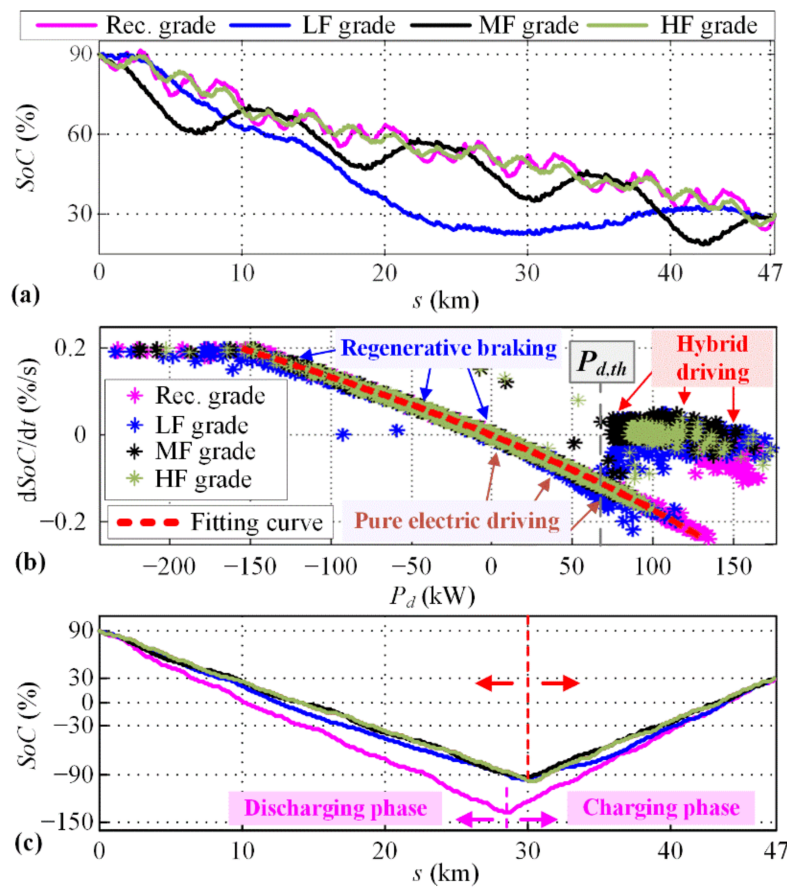 Rec. grade LF grade MF grade HF grade
90
60
30
SoC (%)
0 10 20 30 40 47
s (km)
(a)
0.2
0
−0.2
dSoC/dt (%/s)
Regenerative braking
P_d,th
Hybrid
driving
Rec. grade
LF grade
MF grade
HF grade
Fitting curve
Pure electric driving
−200 −150 −100 −50 0 50 100 150
(b)
P_d (kW)
90
30
0
−30
−90
−150
SoC (%)
Discharging phase Charging phase
0 10 20 30 40 47
(c)
s (km)